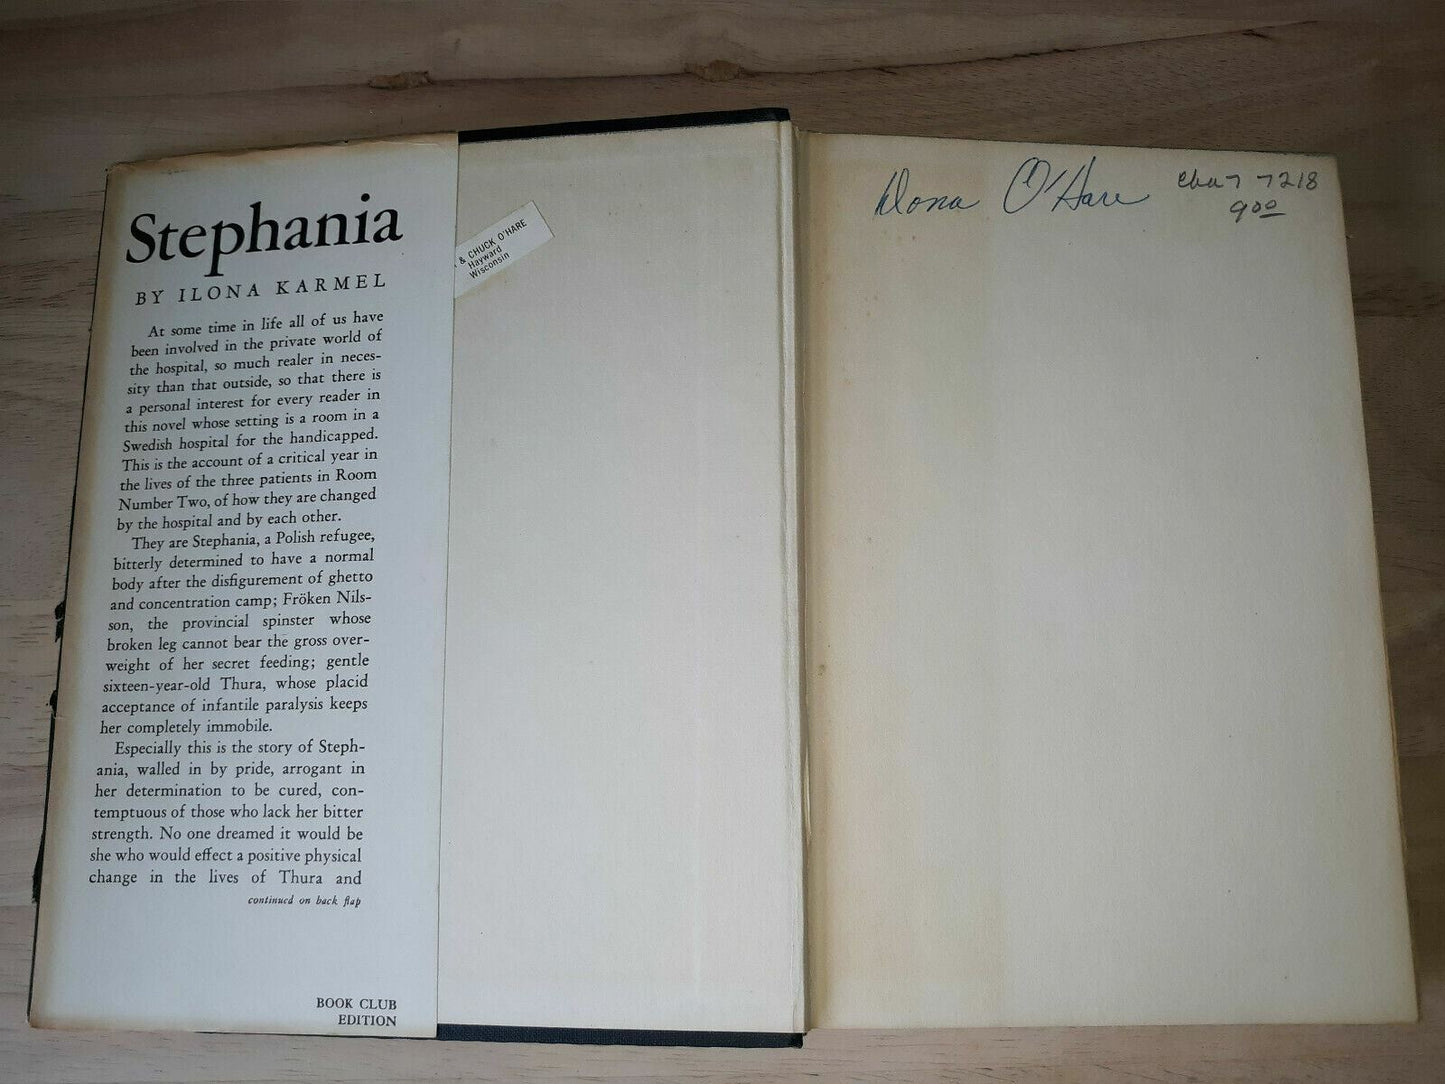 Stephania
BY ILONA KARMEL
At some time in life all of us have
been involved in the private world of
the hospital, so much realer in neces-
sity than that outside, so that there is
a personal interest for every reader in
this novel whose setting is a room in a
Swedish hospital for the handicapped.
This is the account of a critical year in
the lives of the three patients in Room
Number Two, of how they are changed
by the hospital and by each other.
They are Stephania, a Polish refugee,
bitterly determined to have a normal
body after the disfigurement of ghetto
and concentration camp; Fröken Nils-
son, the provincial spinster whose
broken leg cannot bear the gross over-
weight of her secret feeding; gentle
sixteen-year-old Thura, whose placid
acceptance of infantile paralysis keeps
her completely immobile.
Especially this is the story of Steph-
ania, walled in by pride, arrogant in
her determination to be cured, con-
temptuous of those who lack her bitter
strength. No one dreamed it would be
she who would effect a positive physical
change in the lives of Thura and
continued on back flap
BOOK CLUB
EDITION
& CHUCK O'HARE
Hayward
Wisconsin
Dona O'Hare
7218
9.00